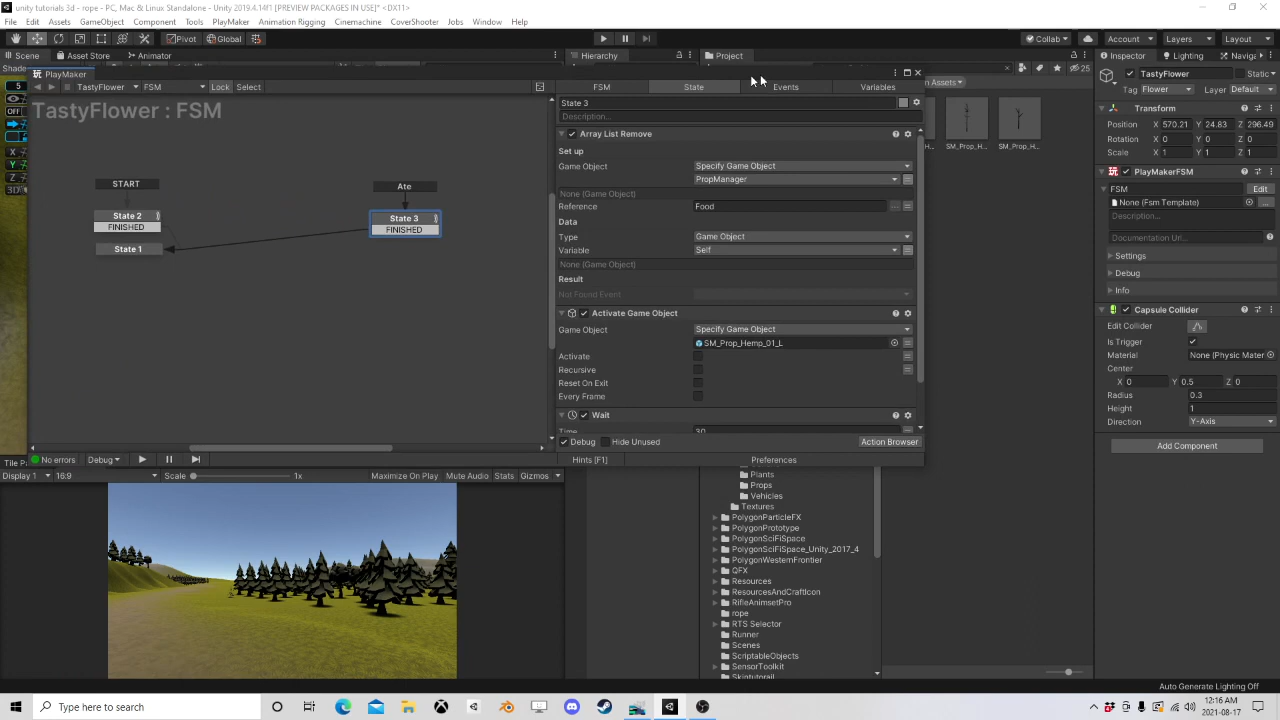 unity tutorials 3d - rope - PC, Mac & Linux Standalone - Unity 2019.4.14f1 [PREVIEW PACKAGES IN USE]* <DX11>
File Edit Assets GameObject Component Tools PlayMaker Animation Rigging Cinemachine CoverShooter Jobs Window Help
Pivot Global Collab Account Layers Layout
Scene Asset Store Animator Hierarchy Project Inspector Lighting Naviga
Shade
PlayMaker
TastyFlower FSM Lock Select FSM State Events Variables
TastyFlower : FSM
State 3
Description...
Array List Remove
Set up
Game Object Specify Game Object
PropManager
None (Game Object)
Reference Food
Data
Type Game Object
Variable Self
None (Game Object)
Result
Not Found Event
Activate Game Object
Game Object Specify Game Object
SM_Prop_Hemp_01_L
Activate
Recursive
Reset On Exit
Every Frame
Wait
Time 30
START
State 2
FINISHED
State 1
Ate
State 3
FINISHED
Debug Hide Unused Action Browser
No errors Debug Hints [F1] Preferences
5
OFF
X
Y
Z
3D
Tile P
Display 1 16:9 Scale 1x Maximize On Play Mute Audio Stats Gizmos
Assets
25
SM_Prop_H... SM_Prop_H...
Plants
Props
Vehicles
Textures
PolygonParticleFX
PolygonPrototype
PolygonSciFiSpace
PolygonSciFiSpace_Unity_2017_4
PolygonWesternFrontier
QFX
Resources
ResourcesAndCraftIcon
RifleAnimsetPro
rope
RTS Selector
Runner
Scenes
ScriptableObjects
SensorToolkit
Skintutorail
TastyFlower Static
Tag Flower Layer Default
Transform
Position X 570.21 Y 24.83 Z 296.49
Rotation X 0 Y 0 Z 0
Scale X 1 Y 1 Z 1
PlayMakerFSM
FSM Edit
None (Fsm Template) ...
Description...
Documentation Url...
Settings
Debug
Info
Capsule Collider
Edit Collider
Is Trigger
Material None (Physic Mater
Center
X 0 Y 0.5 Z 0
Radius 0.3
Height 1
Direction Y-Axis
Add Component
Auto Generate Lighting Off
Type here to search
12:16 AM
2021-08-17